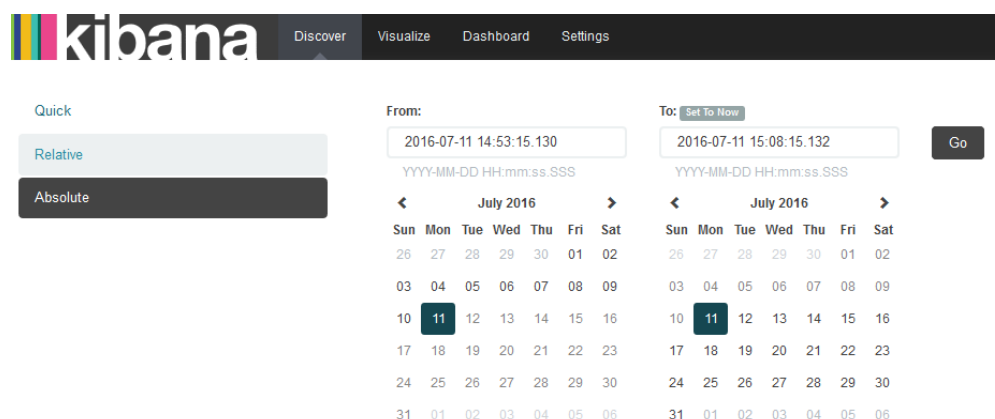 kibana Discover Visualize Dashboard Settings
Quick
Relative
Absolute
From:
2016-07-11 14:53:15.130
YYYY-MM-DD HH:mm:ss.SSS
July 2016
Sun Mon Tue Wed Thu Fri Sat
26 27 28 29 30 01 02
03 04 05 06 07 08 09
10 11 12 13 14 15 16
17 18 19 20 21 22 23
24 25 26 27 28 29 30
31 01 02 03 04 05 06
To: Set To Now
2016-07-11 15:08:15.132
YYYY-MM-DD HH:mm:ss.SSS
July 2016
Sun Mon Tue Wed Thu Fri Sat
26 27 28 29 30 01 02
03 04 05 06 07 08 09
10 11 12 13 14 15 16
17 18 19 20 21 22 23
24 25 26 27 28 29 30
31 01 02 03 04 05 06
Go